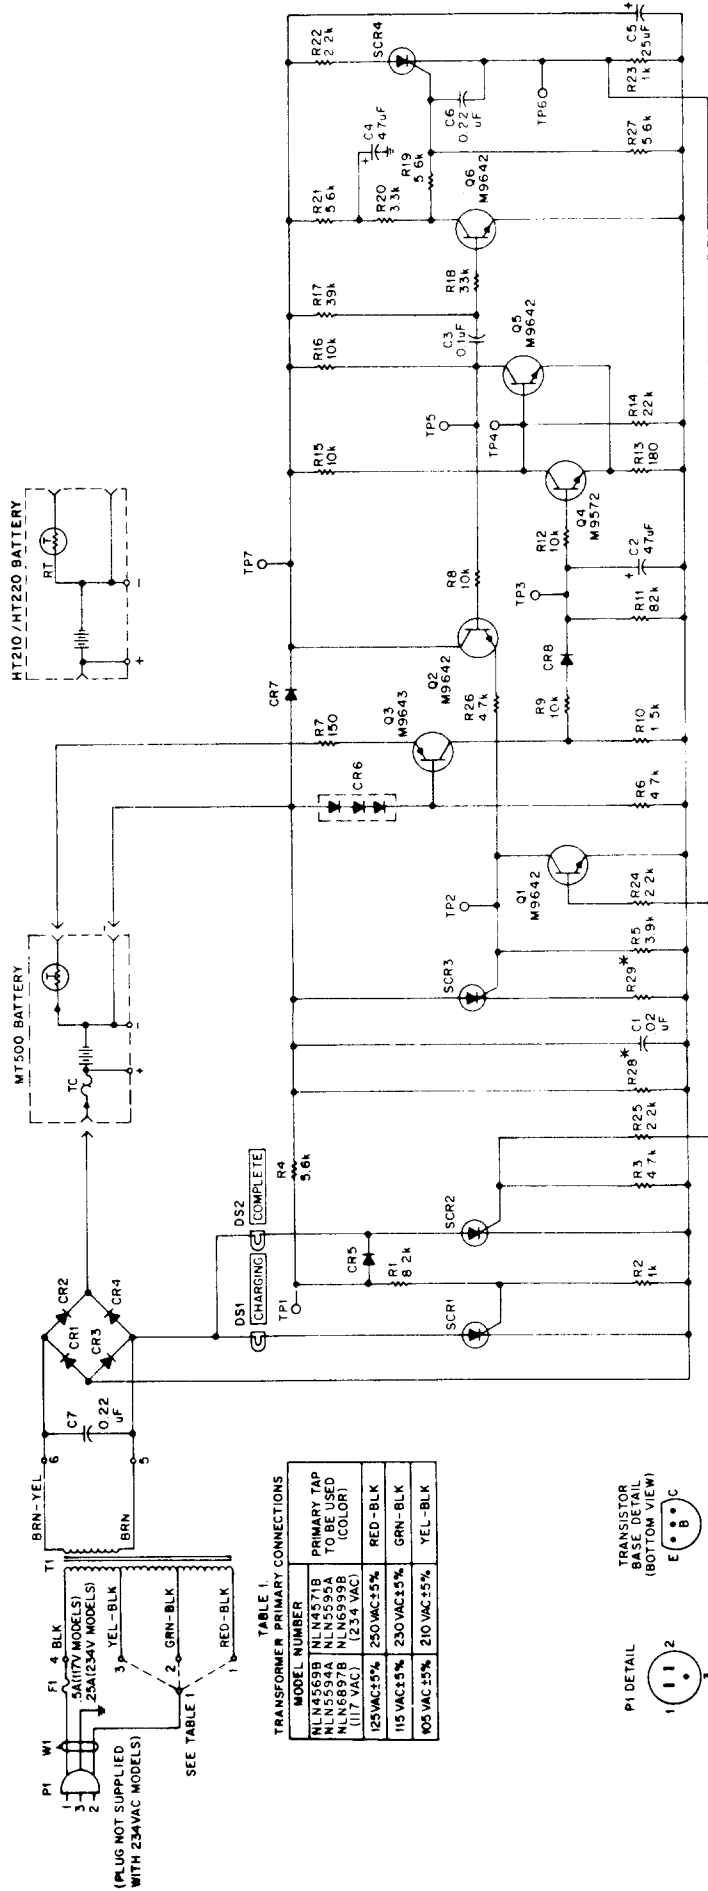 P1
W1
F1
4 BLK
1
3
2
(PLUG NOT SUPPLIED
WITH 234VAC MODELS)
.5A(117V MODELS)
.25A(234V MODELS)
3
YEL-BLK
2
GRN-BLK
1
RED-BLK
SEE TABLE 1
T1
BRN-YEL
6
BRN
5
C7
0.22
uF
CR1
CR2
CR3
CR4
MT500 BATTERY
TC
T
+
-
HT210/HT220 BATTERY
RT
T
+
-
DS1
CHARGING
DS2
COMPLETE
TP1
R4
5.6k
CR5
R1
8.2k
SCR1
SCR2
R2
1k
R3
4.7k
R25
2.2k
R28*
C1
.02
uF
SCR3
R29*
R5
3.9k
TP2
Q1
M9642
R24
2.2k
CR6
R6
4.7k
R7
150
Q3
M9643
R10
1.5k
CR7
Q2
M9642
R26
4.7k
R9
10k
CR8
TP3
R11
82k
TP7
R8
10k
R12
10k
C2
47uF
+
Q4
M9572
R15
10k
R13
180
TP5
TP4
R14
22k
R16
10k
Q5
M9642
C3
0.1uF
R17
39k
R18
33k
R21
5.6k
R20
3.3k
C4
47uF
+
R19
5.6k
Q6
M9642
R22
2.2k
SCR4
C6
0.22
uF
TP6
R27
5.6k
R23
1k
C5
25uF
+
TABLE 1.
TRANSFORMER PRIMARY CONNECTIONS
MODEL NUMBER
PRIMARY TAP
TO BE USED
(COLOR)
NLN4569B NLN4571B
NLN5594A NLN5595A
NLN6897B NLN6999B
(117 VAC) (234 VAC)
125VAC±5% 250VAC±5% RED-BLK
115 VAC±5% 230 VAC±5% GRN-BLK
105 VAC±5% 210 VAC±5% YEL-BLK
P1 DETAIL
1
2
3
TRANSISTOR
BASE DETAIL
(BOTTOM VIEW)
E
B
C